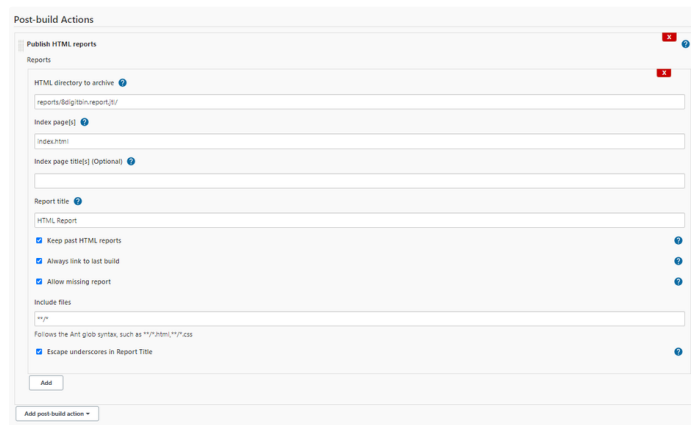 Post-build Actions
X
Publish HTML reports
?
Reports
X
HTML directory to archive ?
reports/8digitbin.report.jtl/
Index page[s] ?
index.html
Index page title[s] (Optional) ?
Report title ?
HTML Report
Keep past HTML reports ?
Always link to last build ?
Allow missing report ?
Include files
**/*
Follows the Ant glob syntax, such as **/*.html,**/*.css
Escape underscores in Report Title ?
Add
Add post-build action